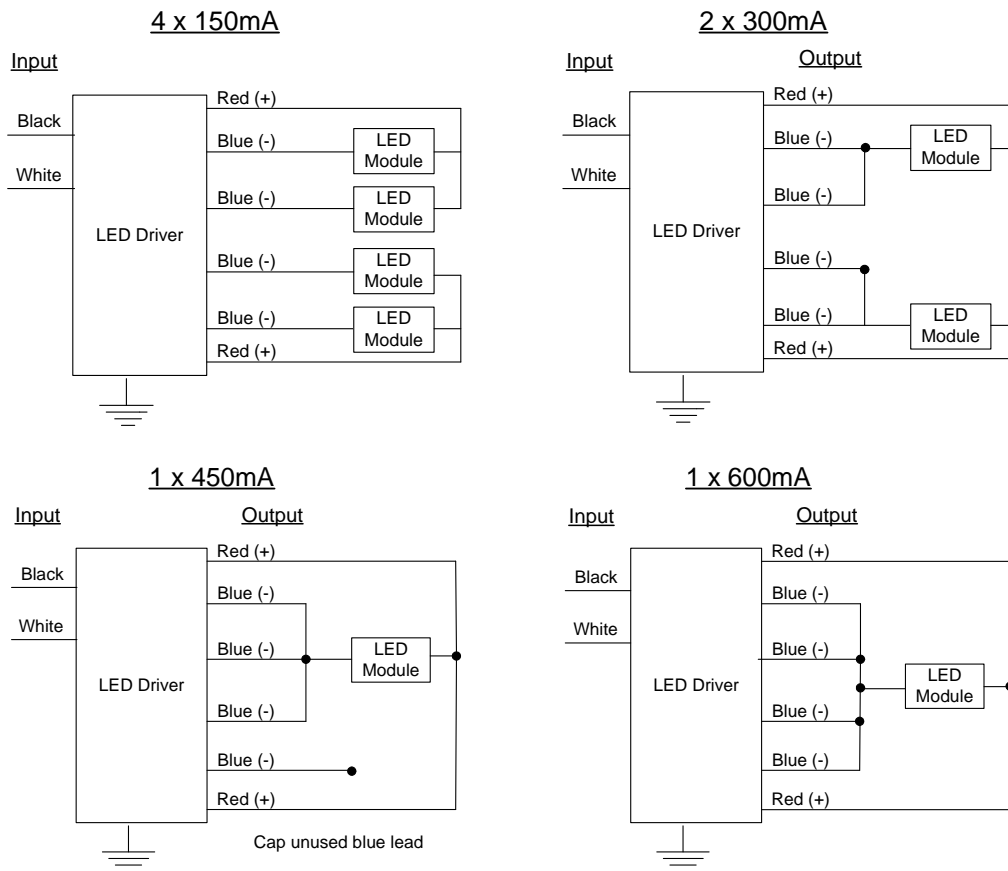 4 x 150mA
Input
Black
White
LED Driver
Red (+)
Blue (-)
Blue (-)
Blue (-)
Blue (-)
Red (+)
LED
Module
LED
Module
LED
Module
LED
Module
2 x 300mA
Input
Output
Black
White
LED Driver
Red (+)
Blue (-)
Blue (-)
Blue (-)
Blue (-)
Red (+)
LED
Module
LED
Module
1 x 450mA
Input
Output
Black
White
LED Driver
Red (+)
Blue (-)
Blue (-)
Blue (-)
Blue (-)
Red (+)
LED
Module
Cap unused blue lead
1 x 600mA
Input
Output
Black
White
LED Driver
Red (+)
Blue (-)
Blue (-)
Blue (-)
Blue (-)
Red (+)
LED
Module